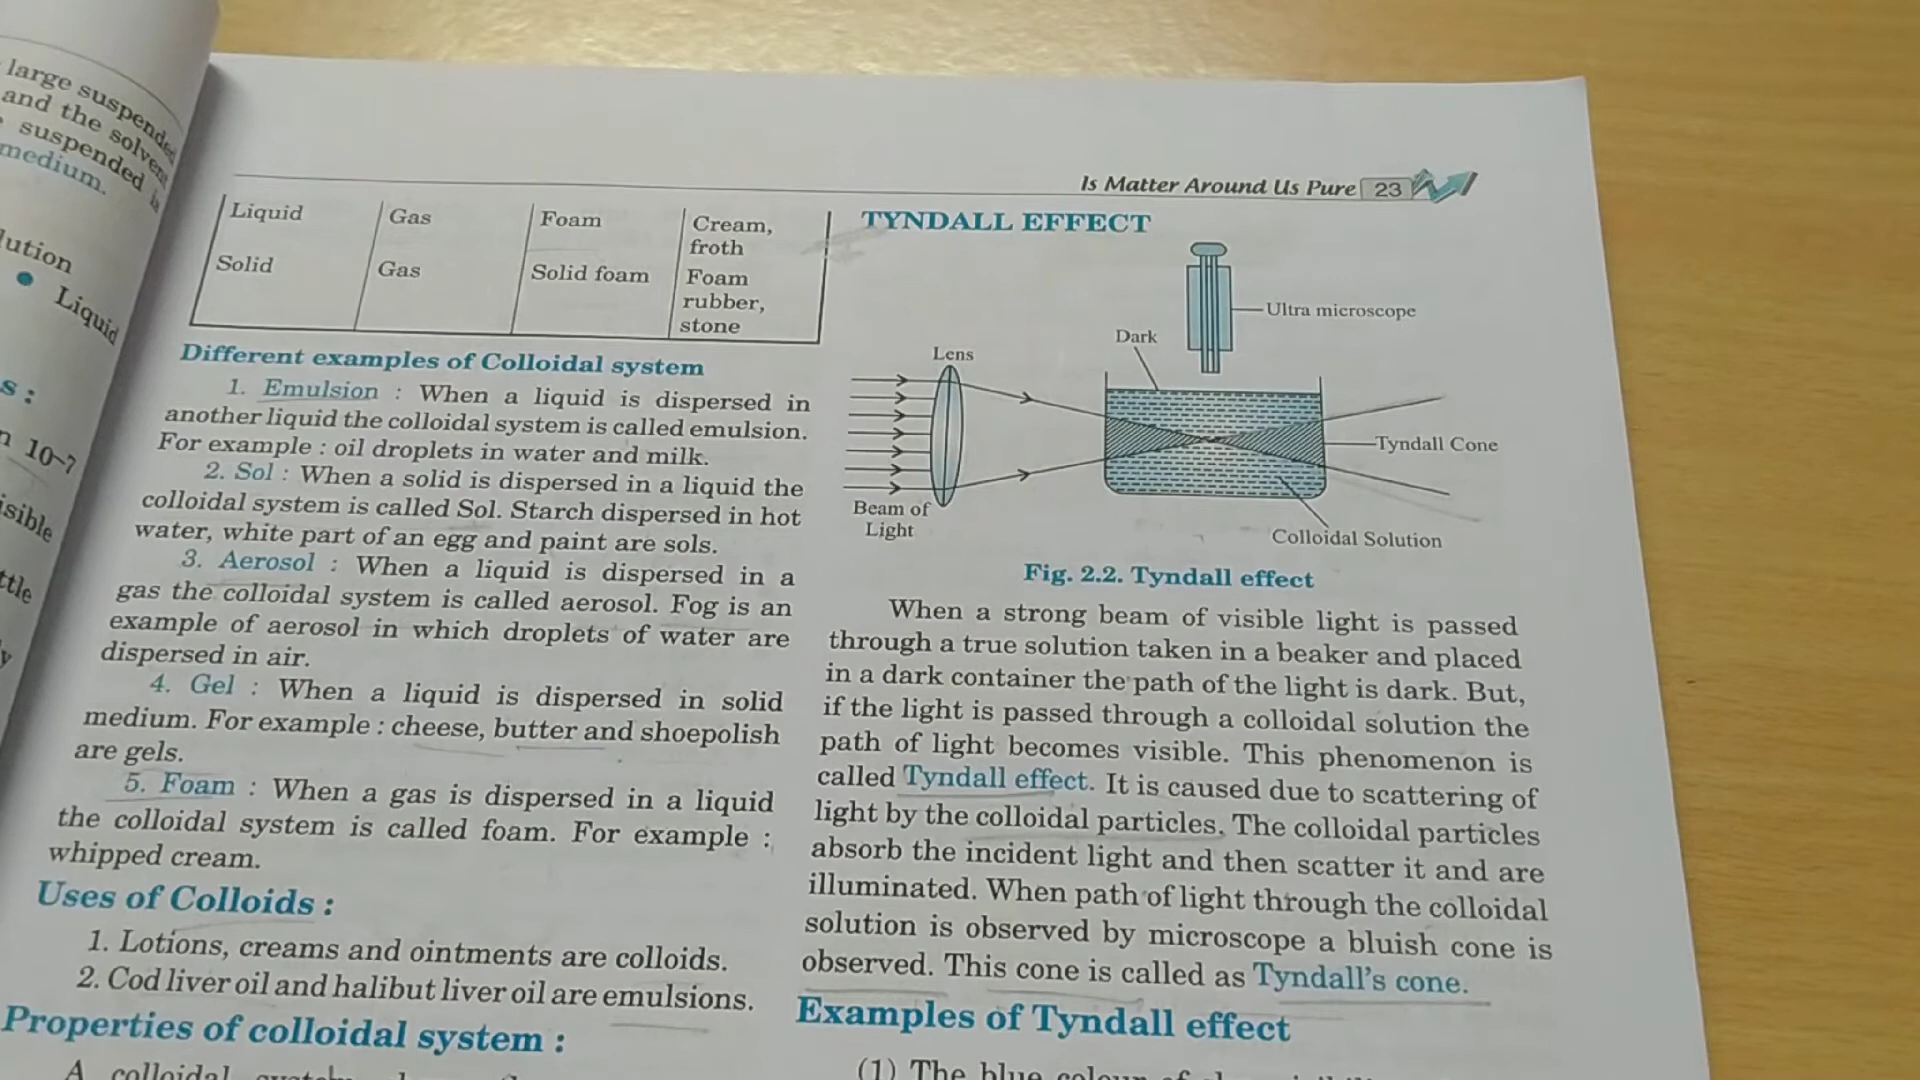 large suspended
and the solvent
suspended is
medium.
lution
• Liquid
s :
n 10-7
isible
ttle
y
Is Matter Around Us Pure 23
Liquid Gas Foam Cream,
froth
Solid Gas Solid foam Foam
rubber,
stone
Different examples of Colloidal system
1. Emulsion : When a liquid is dispersed in
another liquid the colloidal system is called emulsion.
For example : oil droplets in water and milk.
2. Sol : When a solid is dispersed in a liquid the
colloidal system is called Sol. Starch dispersed in hot
water, white part of an egg and paint are sols.
3. Aerosol : When a liquid is dispersed in a
gas the colloidal system is called aerosol. Fog is an
example of aerosol in which droplets of water are
dispersed in air.
4. Gel : When a liquid is dispersed in solid
medium. For example : cheese, butter and shoepolish
are gels.
5. Foam : When a gas is dispersed in a liquid
the colloidal system is called foam. For example :
whipped cream.
Uses of Colloids :
1. Lotions, creams and ointments are colloids.
2. Cod liver oil and halibut liver oil are emulsions.
Properties of colloidal system :
A colloidal
TYNDALL EFFECT
Ultra microscope
Dark
Lens
Tyndall Cone
Beam of
Light
Colloidal Solution
Fig. 2.2. Tyndall effect
When a strong beam of visible light is passed
through a true solution taken in a beaker and placed
in a dark container the path of the light is dark. But,
if the light is passed through a colloidal solution the
path of light becomes visible. This phenomenon is
called Tyndall effect. It is caused due to scattering of
light by the colloidal particles. The colloidal particles
absorb the incident light and then scatter it and are
illuminated. When path of light through the colloidal
solution is observed by microscope a bluish cone is
observed. This cone is called as Tyndall's cone.
Examples of Tyndall effect
(1) The blue colour of